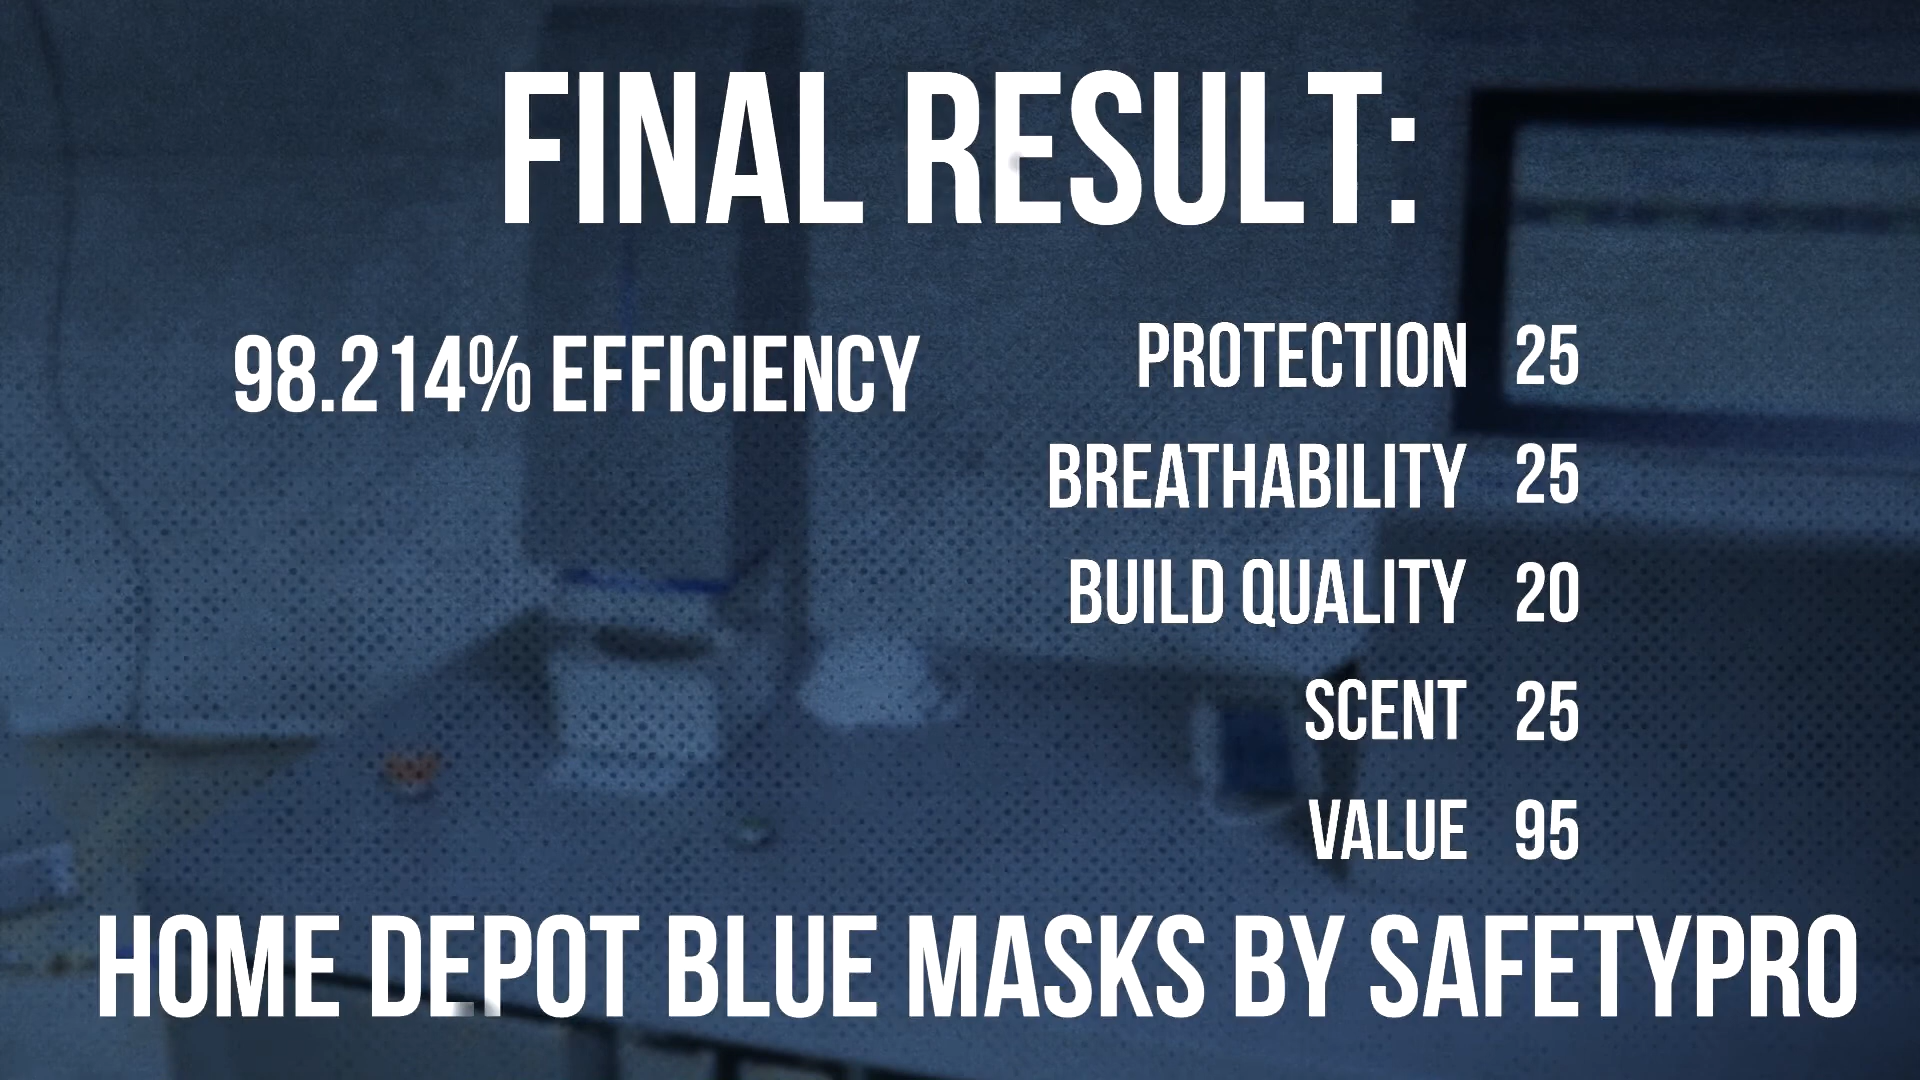 FINAL RESULT:
98.214% EFFICIENCY
PROTECTION 25
BREATHABILITY 25
BUILD QUALITY 20
SCENT 25
VALUE 95
HOME DEPOT BLUE MASKS BY SAFETYPRO